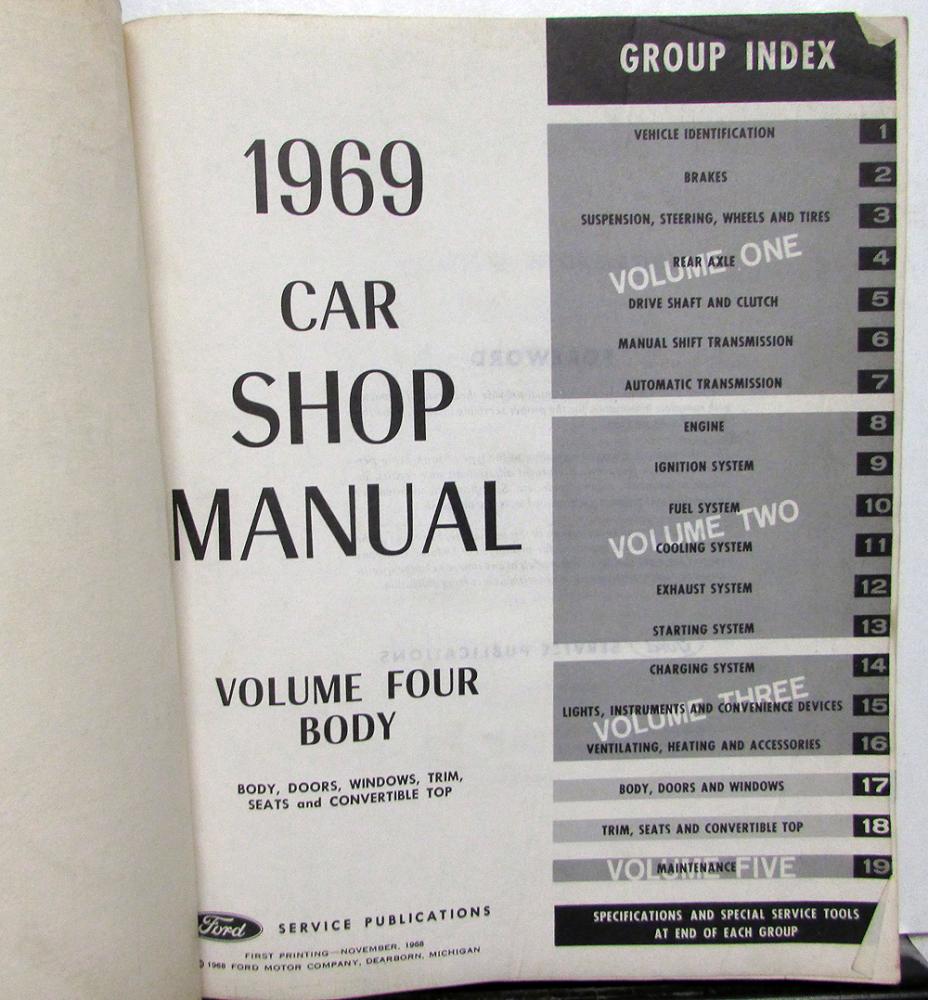 1969
CAR
SHOP
MANUAL
VOLUME FOUR
BODY
BODY, DOORS, WINDOWS, TRIM,
SEATS and CONVERTIBLE TOP
Ford SERVICE PUBLICATIONS
FIRST PRINTING—NOVEMBER, 1968
© 1968 FORD MOTOR COMPANY, DEARBORN, MICHIGAN
GROUP INDEX
VEHICLE IDENTIFICATION 1
BRAKES 2
SUSPENSION, STEERING, WHEELS AND TIRES 3
VOLUME ONE
REAR AXLE 4
DRIVE SHAFT AND CLUTCH 5
MANUAL SHIFT TRANSMISSION 6
AUTOMATIC TRANSMISSION 7
ENGINE 8
IGNITION SYSTEM 9
FUEL SYSTEM 10
VOLUME TWO
COOLING SYSTEM 11
EXHAUST SYSTEM 12
STARTING SYSTEM 13
CHARGING SYSTEM 14
LIGHTS, INSTRUMENTS AND CONVENIENCE DEVICES 15
VOLUME THREE
VENTILATING, HEATING AND ACCESSORIES 16
BODY, DOORS AND WINDOWS 17
TRIM, SEATS AND CONVERTIBLE TOP 18
MAINTENANCE 19
VOLUME FIVE
SPECIFICATIONS AND SPECIAL SERVICE TOOLS
AT END OF EACH GROUP
FOREWORD
SERVICE PUBLICATIONS